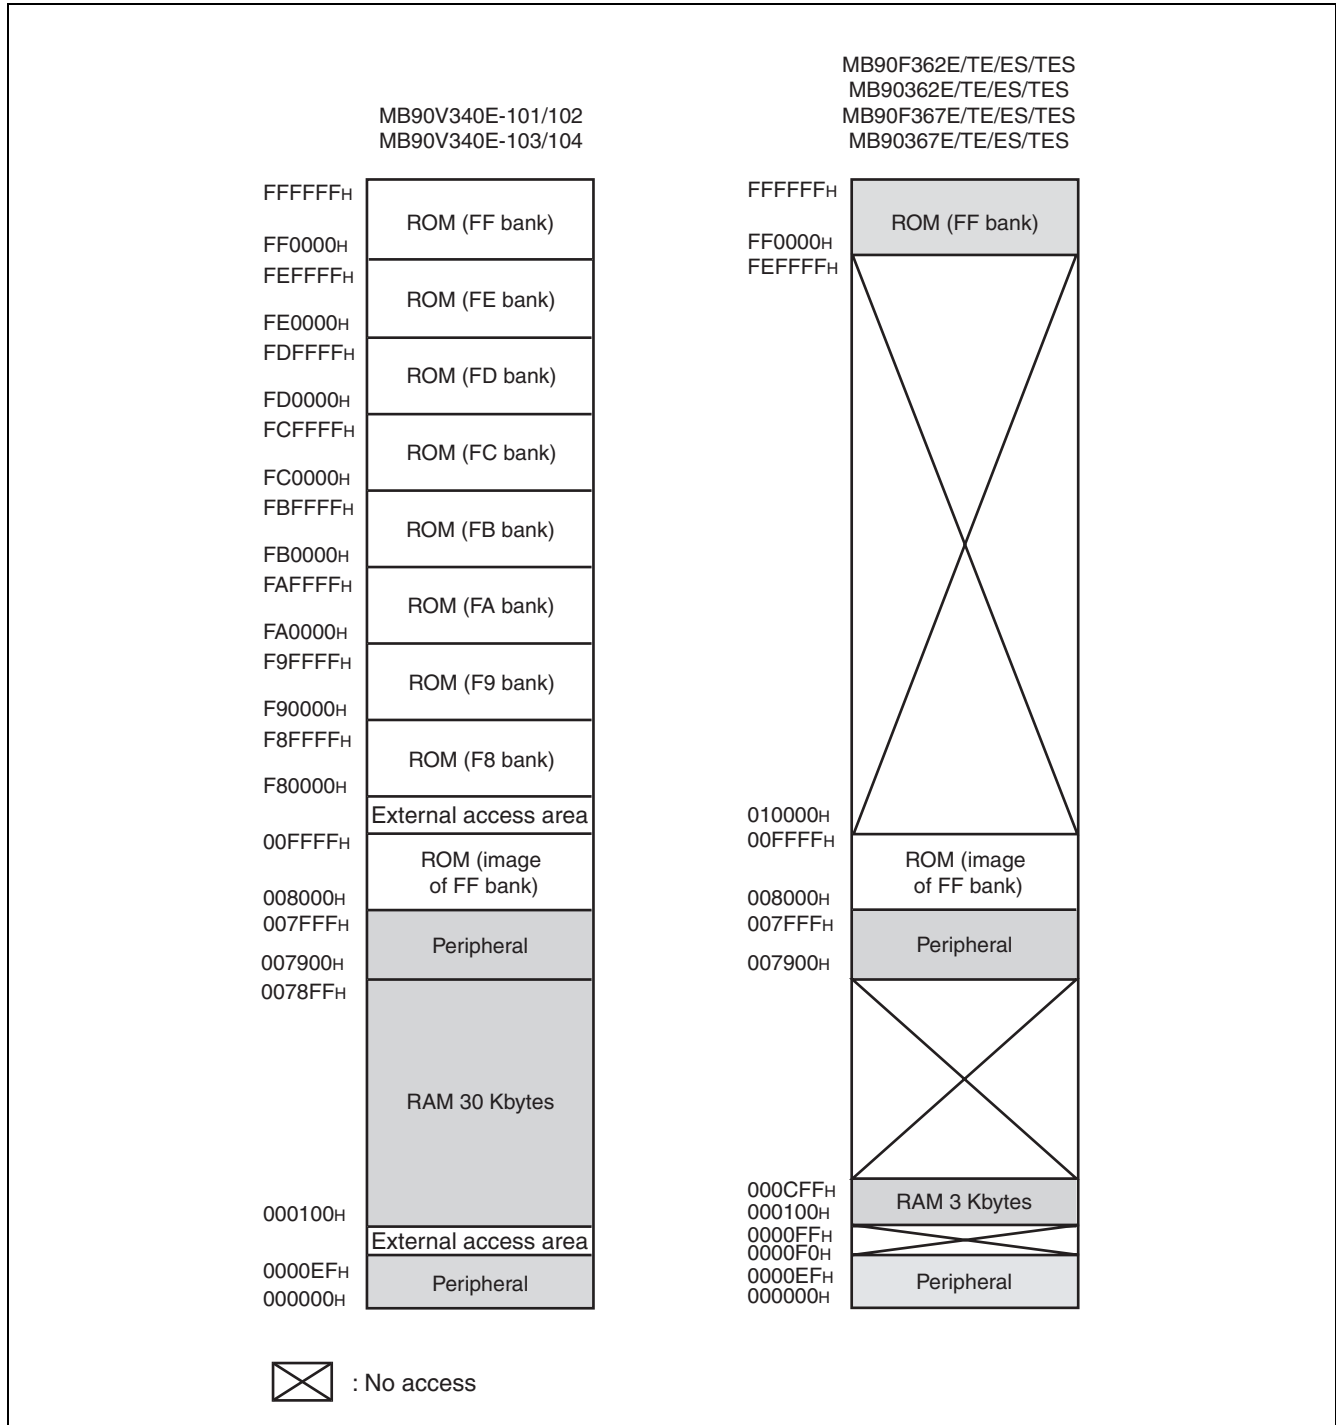 MB90V340E-101/102
MB90V340E-103/104
FFFFFFH
ROM (FF bank)
FF0000H
FEFFFFH
ROM (FE bank)
FE0000H
FDFFFFH
ROM (FD bank)
FD0000H
FCFFFFH
ROM (FC bank)
FC0000H
FBFFFFH
ROM (FB bank)
FB0000H
FAFFFFH
ROM (FA bank)
FA0000H
F9FFFFH
ROM (F9 bank)
F90000H
F8FFFFH
ROM (F8 bank)
F80000H
External access area
00FFFFH
ROM (image
of FF bank)
008000H
007FFFH
Peripheral
007900H
0078FFH
RAM 30 Kbytes
000100H
External access area
0000EFH
Peripheral
000000H
MB90F362E/TE/ES/TES
MB90362E/TE/ES/TES
MB90F367E/TE/ES/TES
MB90367E/TE/ES/TES
FFFFFFH
ROM (FF bank)
FF0000H
FEFFFFH
010000H
00FFFFH
ROM (image
of FF bank)
008000H
007FFFH
Peripheral
007900H
000CFFH
RAM 3 Kbytes
000100H
0000FFH
0000F0H
0000EFH
Peripheral
000000H
: No access